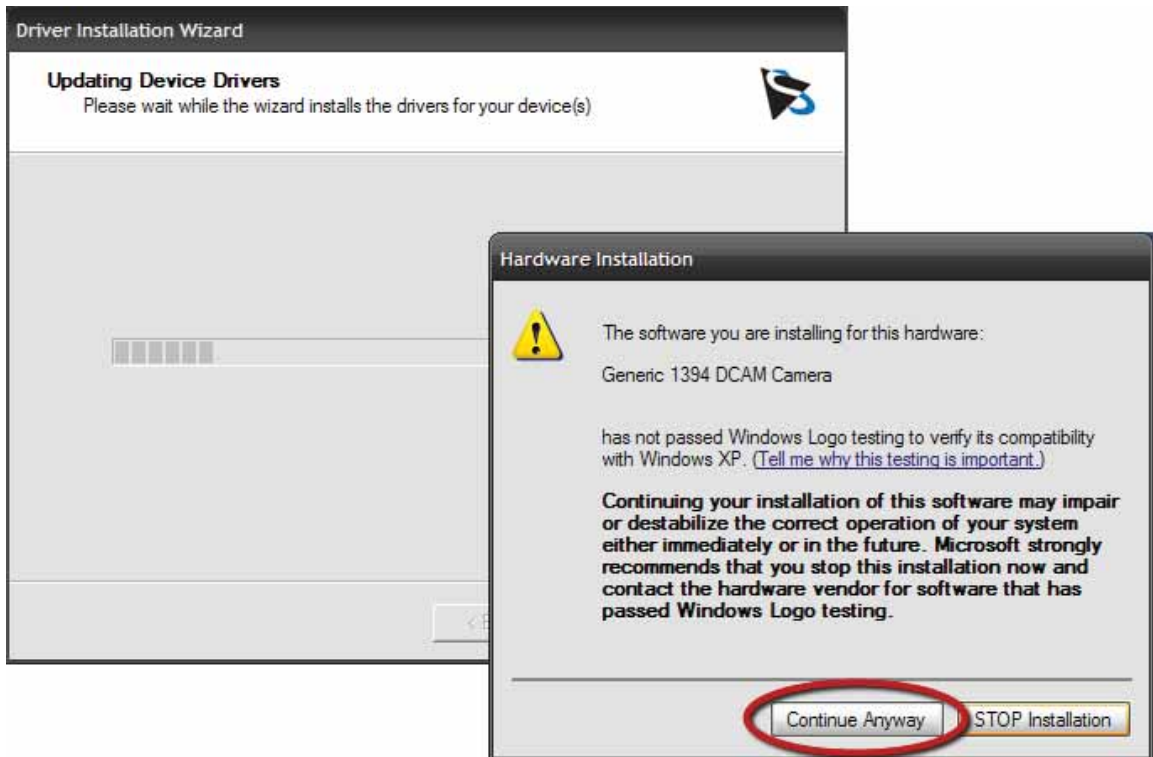 Driver Installation Wizard
Updating Device Drivers
Please wait while the wizard installs the drivers for your device(s)
Hardware Installation
The software you are installing for this hardware:
Generic 1394 DCAM Camera
has not passed Windows Logo testing to verify its compatibility
with Windows XP. (Tell me why this testing is important.)
Continuing your installation of this software may impair
or destabilize the correct operation of your system
either immediately or in the future. Microsoft strongly
recommends that you stop this installation now and
contact the hardware vendor for software that has
passed Windows Logo testing.
Continue Anyway STOP Installation